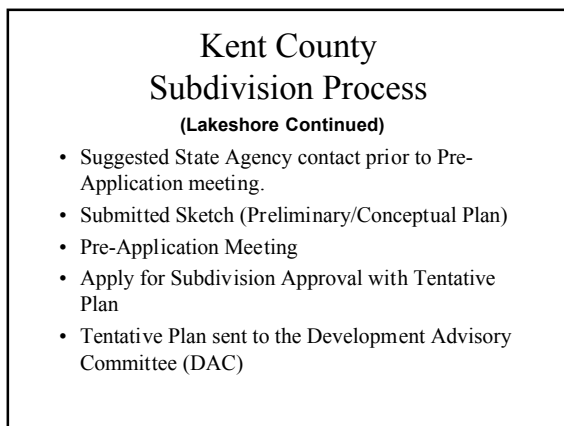 Kent County
Subdivision Process
(Lakeshore Continued)
• Suggested State Agency contact prior to Pre-
Application meeting.
• Submitted Sketch (Preliminary/Conceptual Plan)
• Pre-Application Meeting
• Apply for Subdivision Approval with Tentative
Plan
• Tentative Plan sent to the Development Advisory
Committee (DAC)